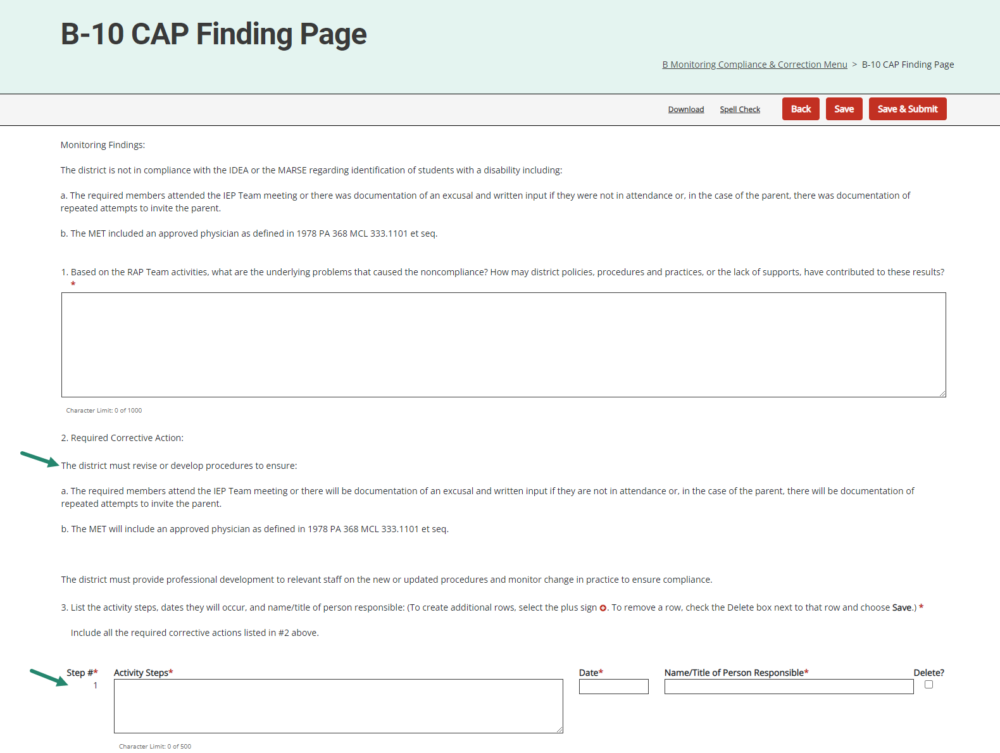 B-10 CAP Finding Page
B Monitoring Compliance & Correction Menu > B-10 CAP Finding Page
Download Spell Check Back Save Save & Submit
Monitoring Findings:
The district is not in compliance with the IDEA or the MARSE regarding identification of students with a disability including:
a. The required members attended the IEP Team meeting or there was documentation of an excusal and written input if they were not in attendance or, in the case of the parent, there was documentation of
repeated attempts to invite the parent.
b. The MET included an approved physician as defined in 1978 PA 368 MCL 333.1101 et seq.
1. Based on the RAP Team activities, what are the underlying problems that caused the noncompliance? How may district policies, procedures and practices, or the lack of supports, have contributed to these results?
*
Character Limit: 0 of 1000
2. Required Corrective Action:
The district must revise or develop procedures to ensure:
a. The required members attend the IEP Team meeting or there will be documentation of an excusal and written input if they are not in attendance or, in the case of the parent, there will be documentation of
repeated attempts to invite the parent.
b. The MET will include an approved physician as defined in 1978 PA 368 MCL 333.1101 et seq.
The district must provide professional development to relevant staff on the new or updated procedures and monitor change in practice to ensure compliance.
3. List the activity steps, dates they will occur, and name/title of person responsible: (To create additional rows, select the plus sign . To remove a row, check the Delete box next to that row and choose Save.) *
Include all the required corrective actions listed in #2 above.
Step #* Activity Steps* Date* Name/Title of Person Responsible* Delete?
1
Character Limit: 0 of 500